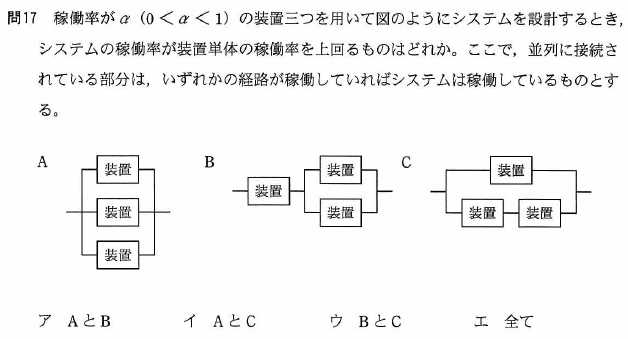 問17 稼働率がα(0<α<1)の装置三つを用いて図のようにシステムを設計するとき,
システムの稼働率が装置単体の稼働率を上回るものはどれか。ここで,並列に接続さ
れている部分は,いずれかの経路が稼働していればシステムは稼働しているものとす
る。
A
装置
装置
装置
B
装置
装置
装置
C
装置
装置 装置
ア AとB イ AとC ウ BとC エ 全て